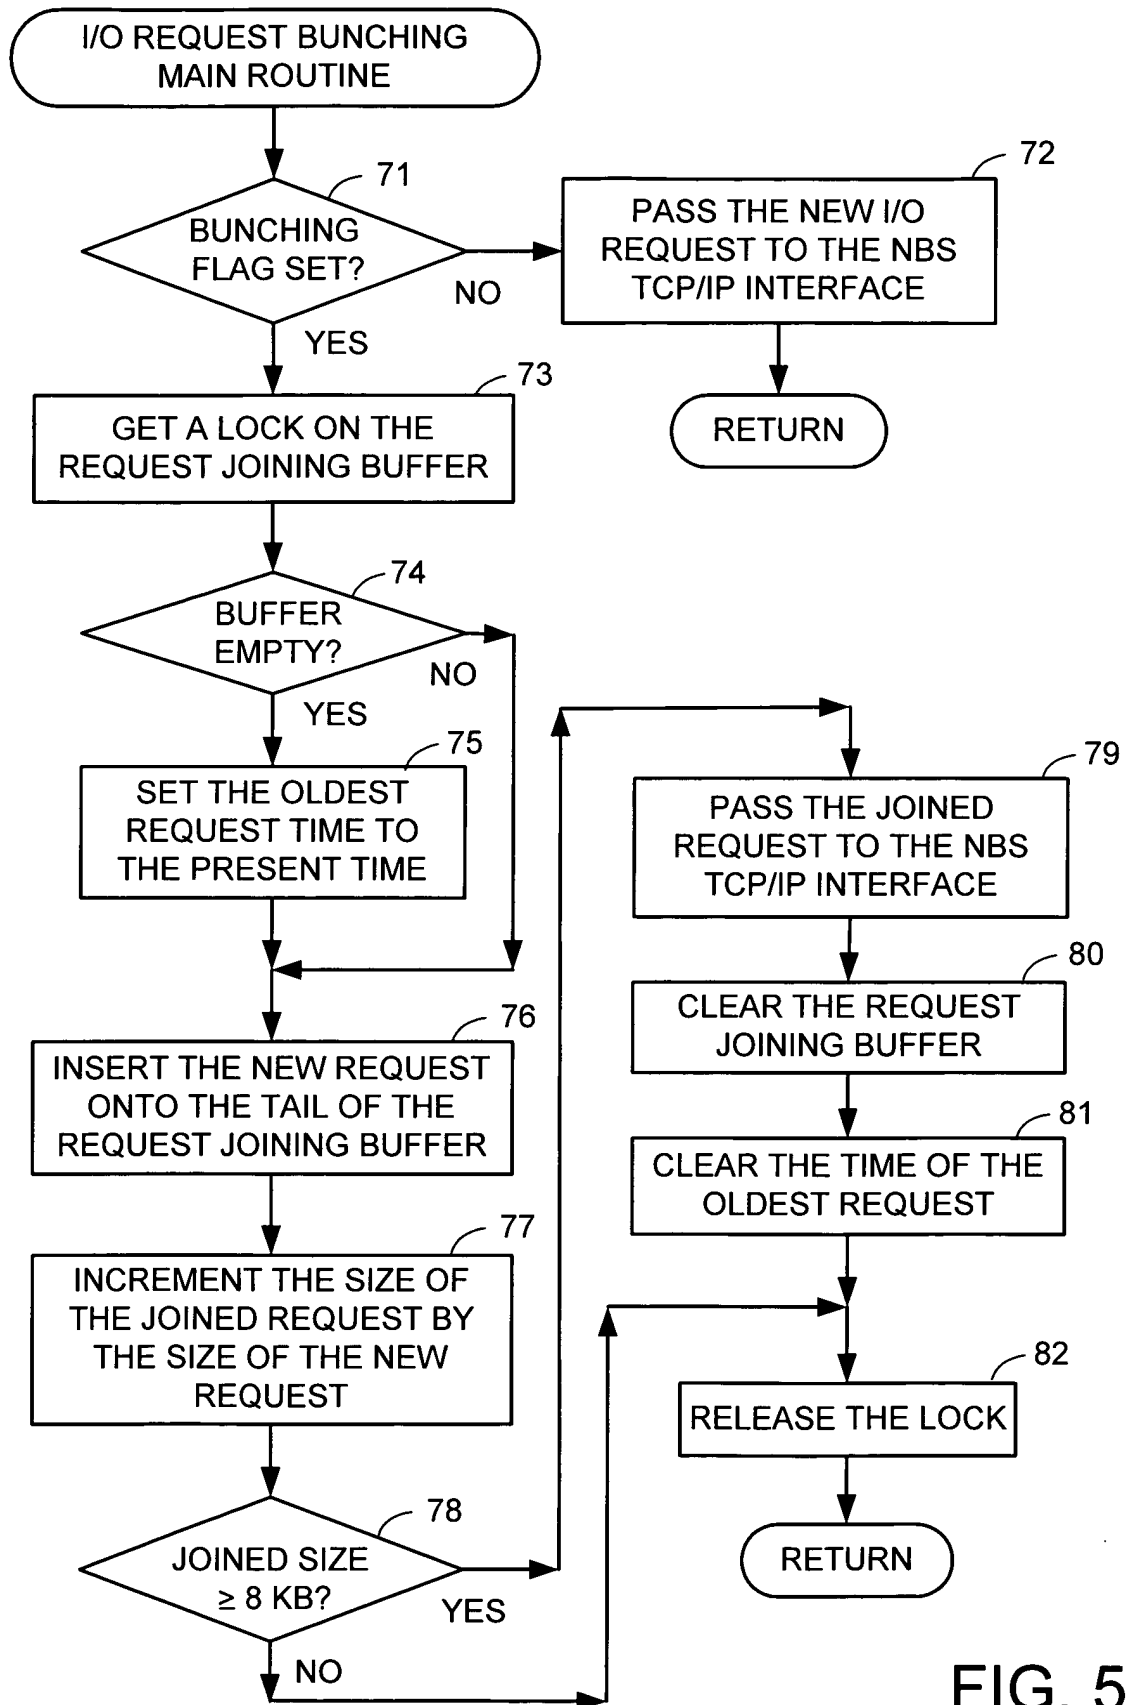 I/O REQUEST BUNCHING
MAIN ROUTINE
71
BUNCHING
FLAG SET?
NO
YES
72
PASS THE NEW I/O
REQUEST TO THE NBS
TCP/IP INTERFACE
RETURN
73
GET A LOCK ON THE
REQUEST JOINING BUFFER
74
BUFFER
EMPTY?
NO
YES
75
SET THE OLDEST
REQUEST TIME TO
THE PRESENT TIME
76
INSERT THE NEW REQUEST
ONTO THE TAIL OF THE
REQUEST JOINING BUFFER
77
INCREMENT THE SIZE OF
THE JOINED REQUEST BY
THE SIZE OF THE NEW
REQUEST
78
JOINED SIZE
≥ 8 KB?
YES
NO
79
PASS THE JOINED
REQUEST TO THE NBS
TCP/IP INTERFACE
80
CLEAR THE REQUEST
JOINING BUFFER
81
CLEAR THE TIME OF THE
OLDEST REQUEST
82
RELEASE THE LOCK
RETURN
FIG. 5